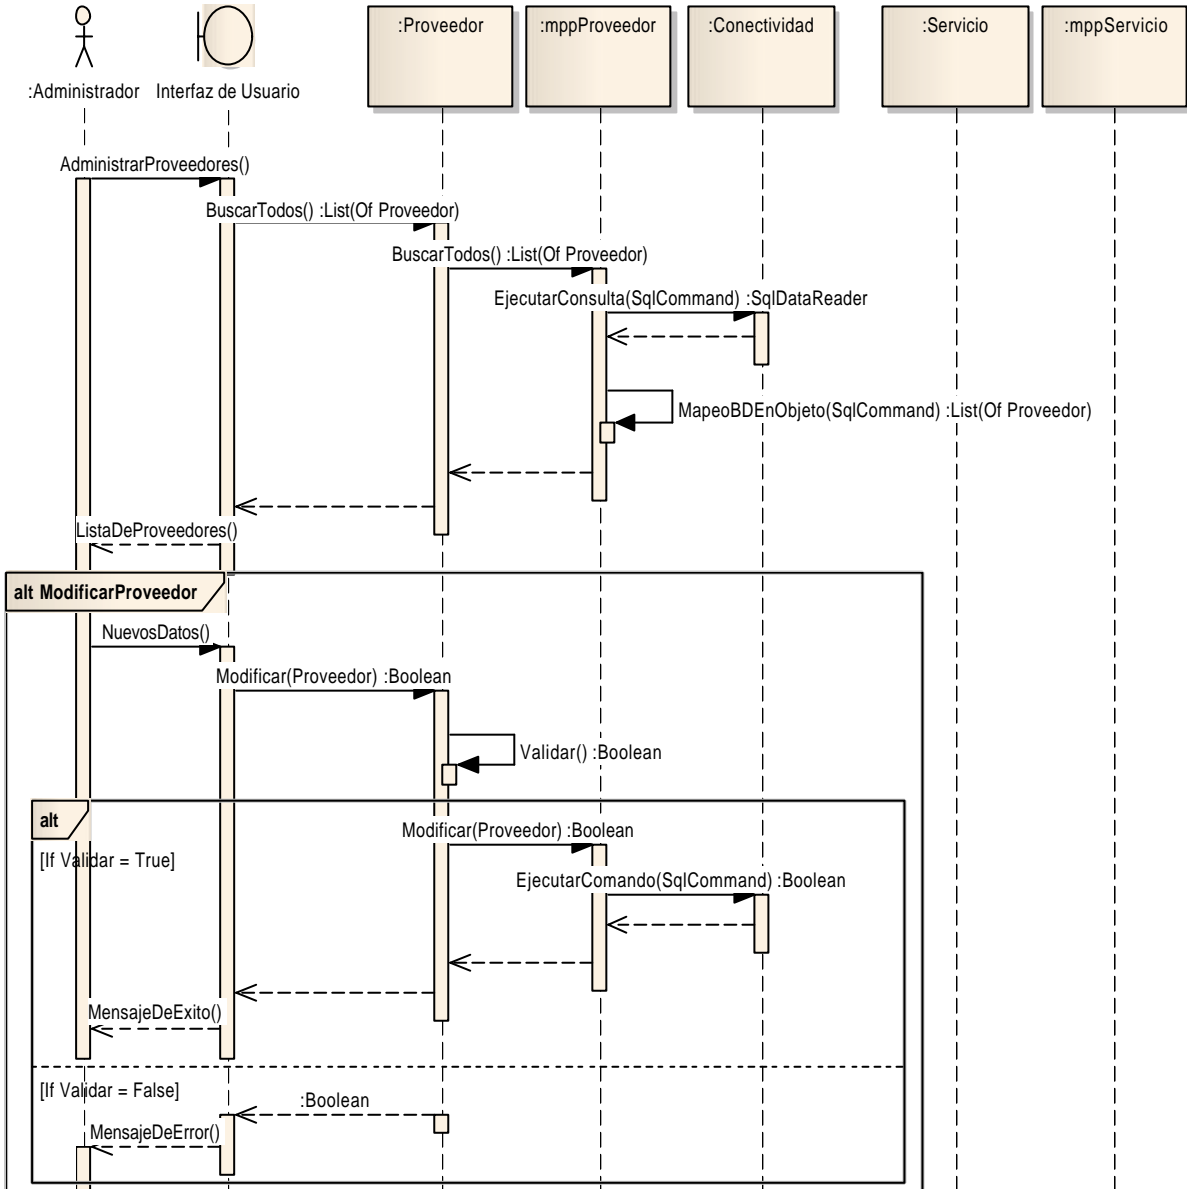 :Proveedor
:mppProveedor
:Conectividad
:Servicio
:mppServicio
:Administrador
Interfaz de Usuario
AdministrarProveedores()
BuscarTodos() :List(Of Proveedor)
BuscarTodos() :List(Of Proveedor)
EjecutarConsulta(SqlCommand) :SqlDataReader
MapeoBDEnObjeto(SqlCommand) :List(Of Proveedor)
ListaDeProveedores()
alt ModificarProveedor
NuevosDatos()
Modificar(Proveedor) :Boolean
Validar() :Boolean
alt
Modificar(Proveedor) :Boolean
[If Validar = True]
EjecutarComando(SqlCommand) :Boolean
MensajeDeExito()
[If Validar = False]
:Boolean
MensajeDeError()